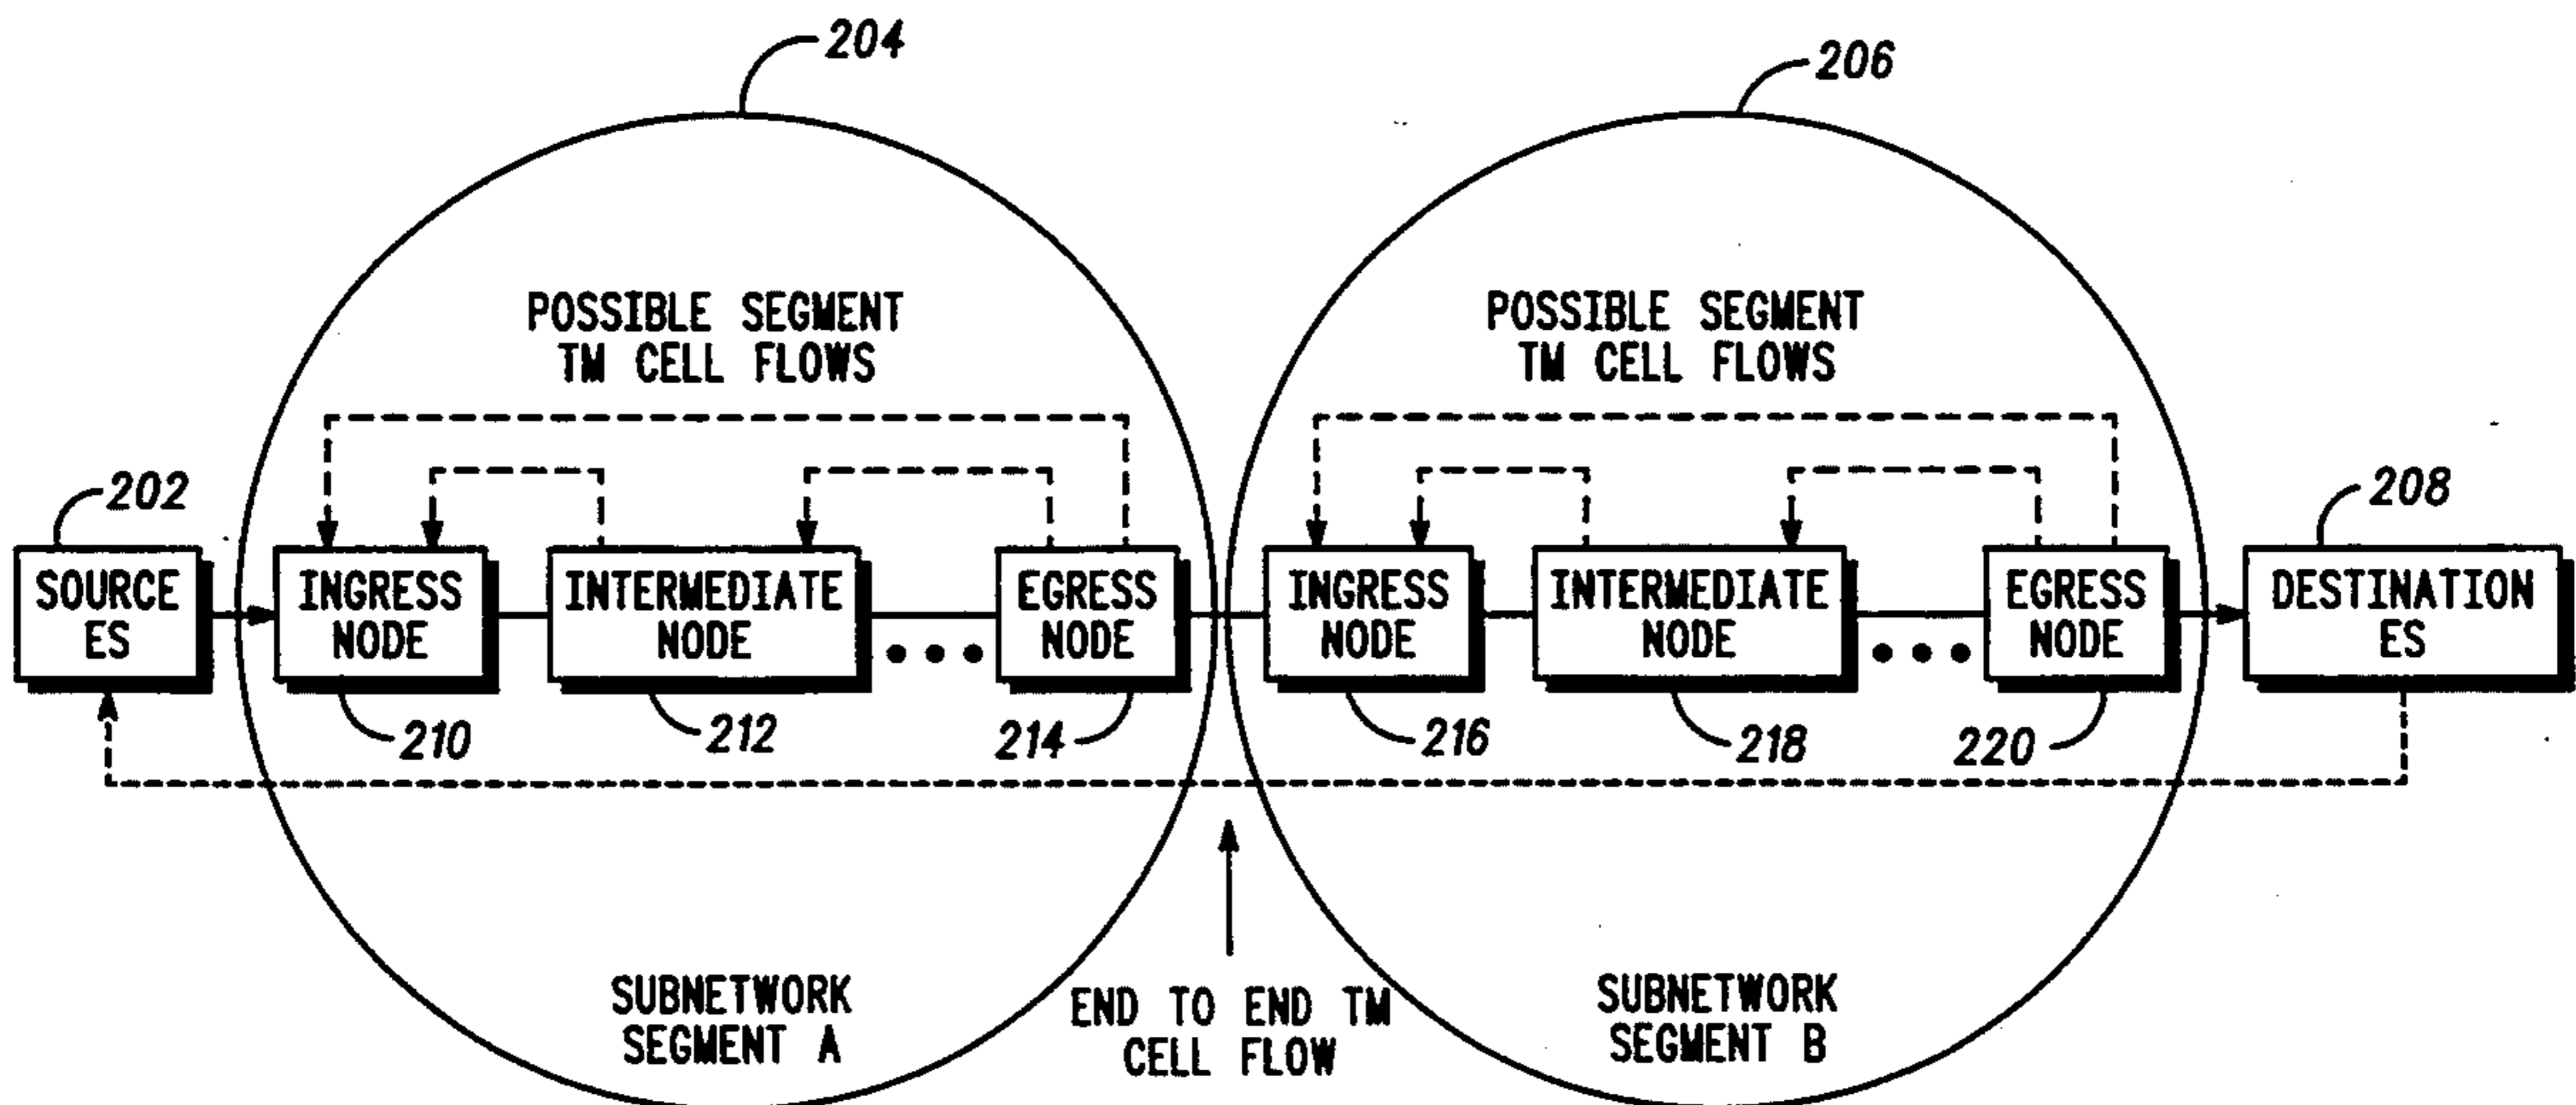 204
206
POSSIBLE SEGMENT
TM CELL FLOWS
POSSIBLE SEGMENT
TM CELL FLOWS
202
208
SOURCE
ES
INGRESS
NODE
INTERMEDIATE
NODE
EGRESS
NODE
INGRESS
NODE
INTERMEDIATE
NODE
EGRESS
NODE
DESTINATION
ES
210
212
214
216
218
220
SUBNETWORK
SEGMENT A
END TO END TM
CELL FLOW
SUBNETWORK
SEGMENT B